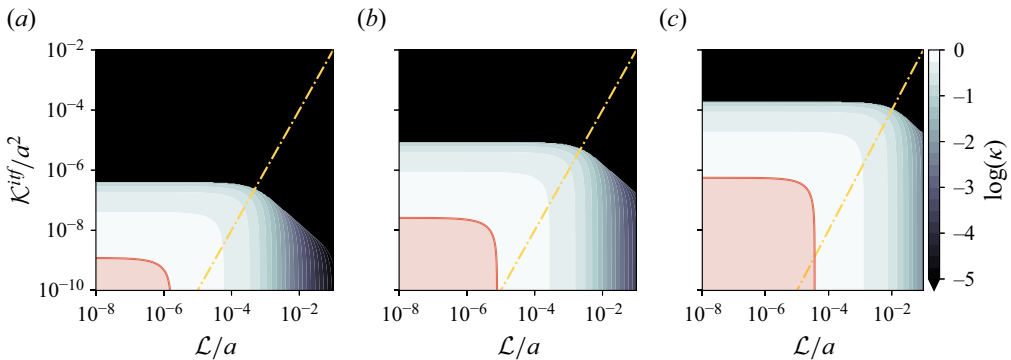 (a) (b) (c)
10⁻² 0
10⁻⁴ −1
10⁻⁶ −2
10⁻⁸ −3
10⁻¹⁰ −4
−5
𝒦ⁱᵗᶠ/a²
log(κ)
10⁻⁸ 10⁻⁶ 10⁻⁴ 10⁻² 10⁻⁸ 10⁻⁶ 10⁻⁴ 10⁻² 10⁻⁸ 10⁻⁶ 10⁻⁴ 10⁻²
ℒ/a ℒ/a ℒ/a